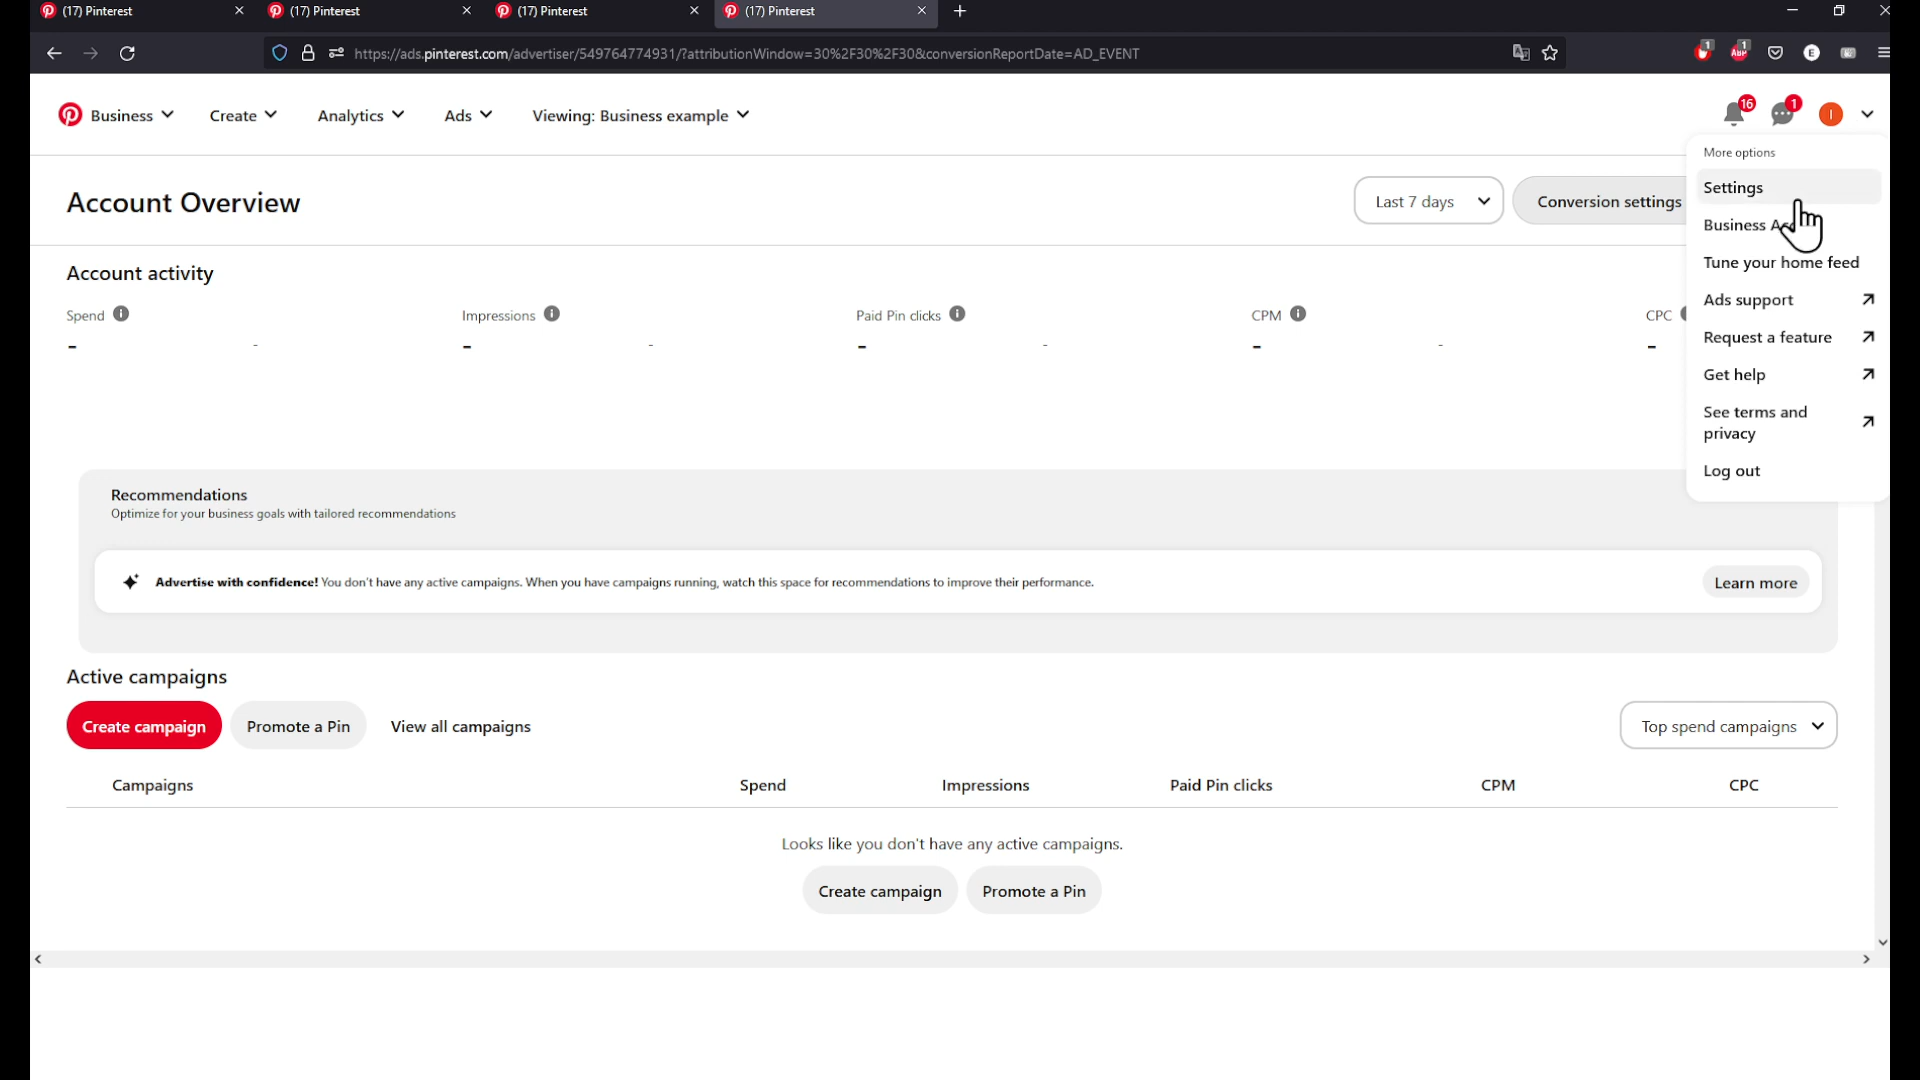 (17) Pinterest
(17) Pinterest
(17) Pinterest
(17) Pinterest
https://ads.pinterest.com/advertiser/549764774931/?attributionWindow=30%2F30%2F30&conversionReportDate=AD_EVENT
1
1
ABP
E
Business
Create
Analytics
Ads
Viewing: Business example
16
1
I
More options
Account Overview
Last 7 days
Conversion settings
Settings
Business
Tune your home feed
Ads support
Request a feature
Get help
See terms and
privacy
Log out
Account activity
Spend
Impressions
Paid Pin clicks
CPM
CPC
- - - - - - - - -
Recommendations
Optimize for your business goals with tailored recommendations
Advertise with confidence! You don't have any active campaigns. When you have campaigns running, watch this space for recommendations to improve their performance.
Learn more
Active campaigns
Create campaign
Promote a Pin
View all campaigns
Top spend campaigns
Campaigns
Spend
Impressions
Paid Pin clicks
CPM
CPC
Looks like you don't have any active campaigns.
Create campaign
Promote a Pin